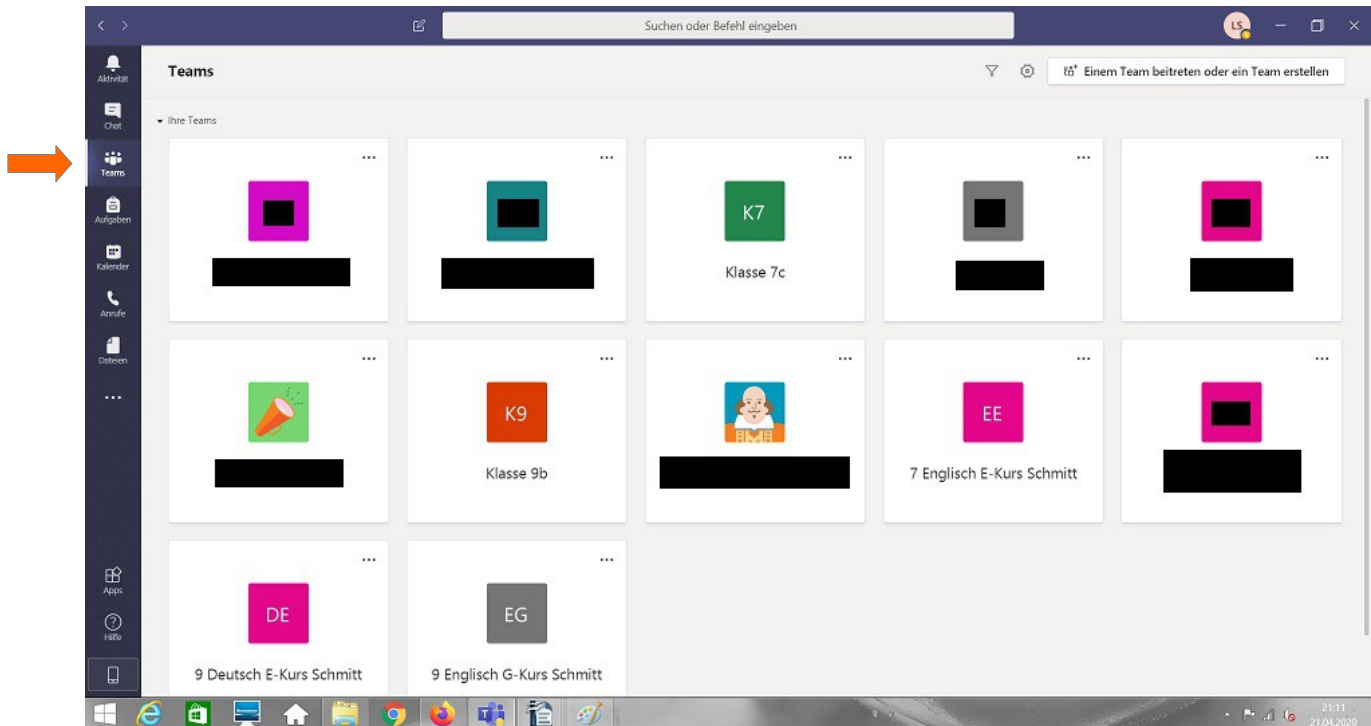 Suchen oder Befehl eingeben
LS
Aktivität
Teams
Einem Team beitreten oder ein Team erstellen
Chat
Ihre Teams
Teams
Aufgaben
K7
Kalender
Klasse 7c
Anrufe
Dateien
K9
EE
Klasse 9b
7 Englisch E-Kurs Schmitt
Apps
DE
EG
Hilfe
9 Deutsch E-Kurs Schmitt
9 Englisch G-Kurs Schmitt
21:11
21.04.2020